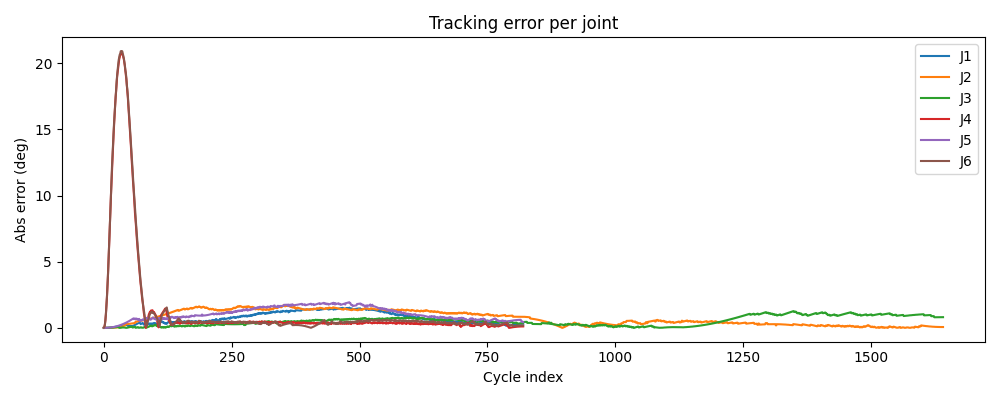 Tracking error per joint
Abs error (deg)
20
15
10
5
0
0 250 500 750 1000 1250 1500
Cycle index
J1
J2
J3
J4
J5
J6